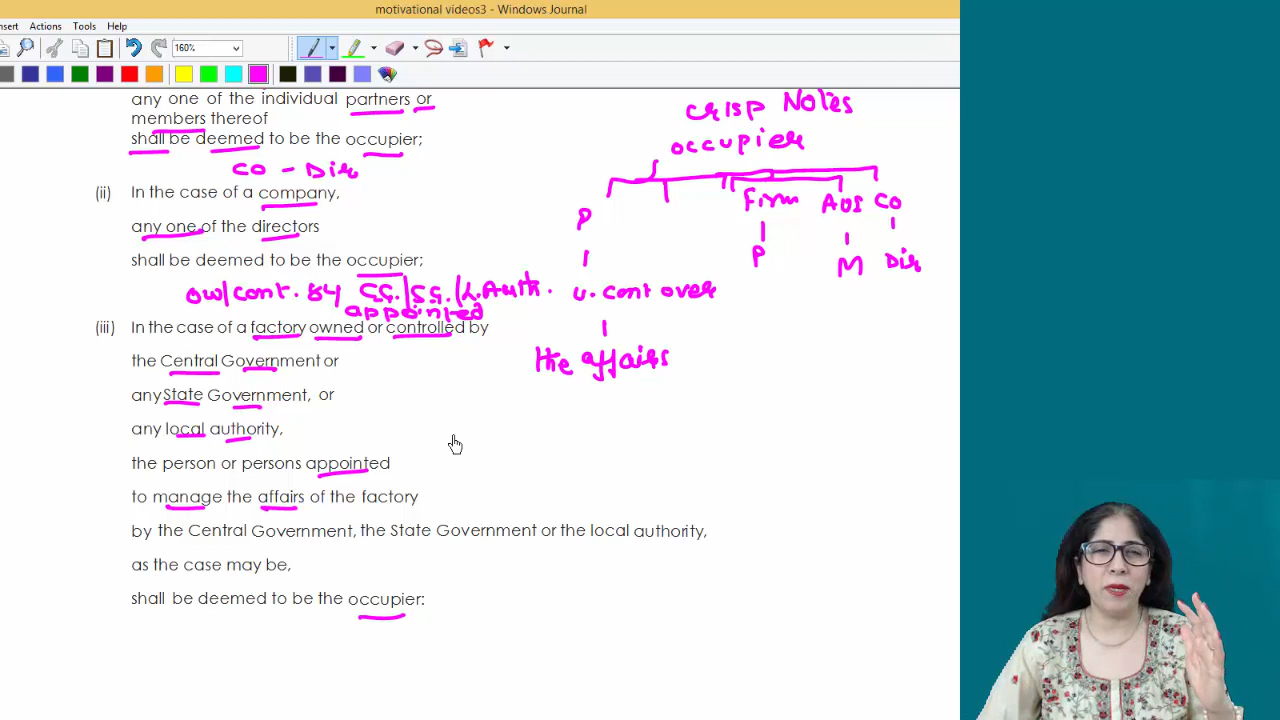 motivational videos3 - Windows Journal
nsert Actions Tools Help
160%
any one of the individual partners or
members thereof
shall be deemed to be the occupier;
CO - Dir
(ii) In the case of a company,
any one of the directors
shall be deemed to be the occupier;
ow/cont. by CG./SG./L.Auth.
appointed
(iii) In the case of a factory owned or controlled by
the Central Government or
any State Government, or
any local authority,
the person or persons appointed
to manage the affairs of the factory
by the Central Government, the State Government or the local authority,
as the case may be,
shall be deemed to be the occupier:
Crisp Notes
occupier
P Firm AOS CO
P M Dir
u. cont over
the affairs